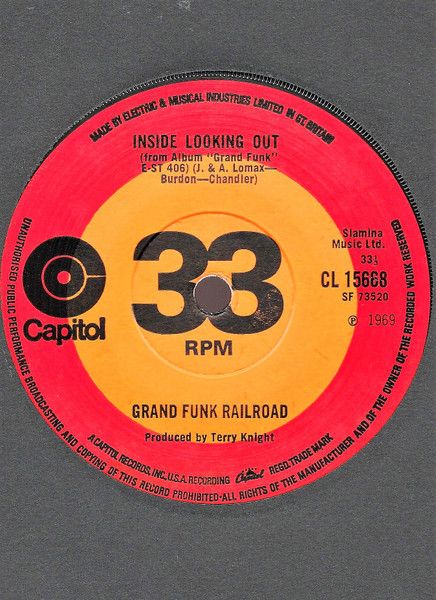 MADE BY ELECTRIC & MUSICAL INDUSTRIES LIMITED IN GT. BRITAIN
INSIDE LOOKING OUT
(from Album "Grand Funk"
E-ST 406) (J. & A. Lomax—
Burdon—Chandler)
Slamina
Music Ltd.
33⅓
CL 15668
SF 73520
℗ 1969
33
RPM
Capitol
GRAND FUNK RAILROAD
Produced by Terry Knight
A CAPITOL RECORDS, INC., U.S.A. RECORDING Capitol REGD. TRADE MARK
UNAUTHORISED PUBLIC PERFORMANCE BROADCASTING AND COPYING OF THIS RECORD PROHIBITED-ALL RIGHTS OF THE MANUFACTURER AND OF THE OWNER OF THE RECORDED WORK RESERVED